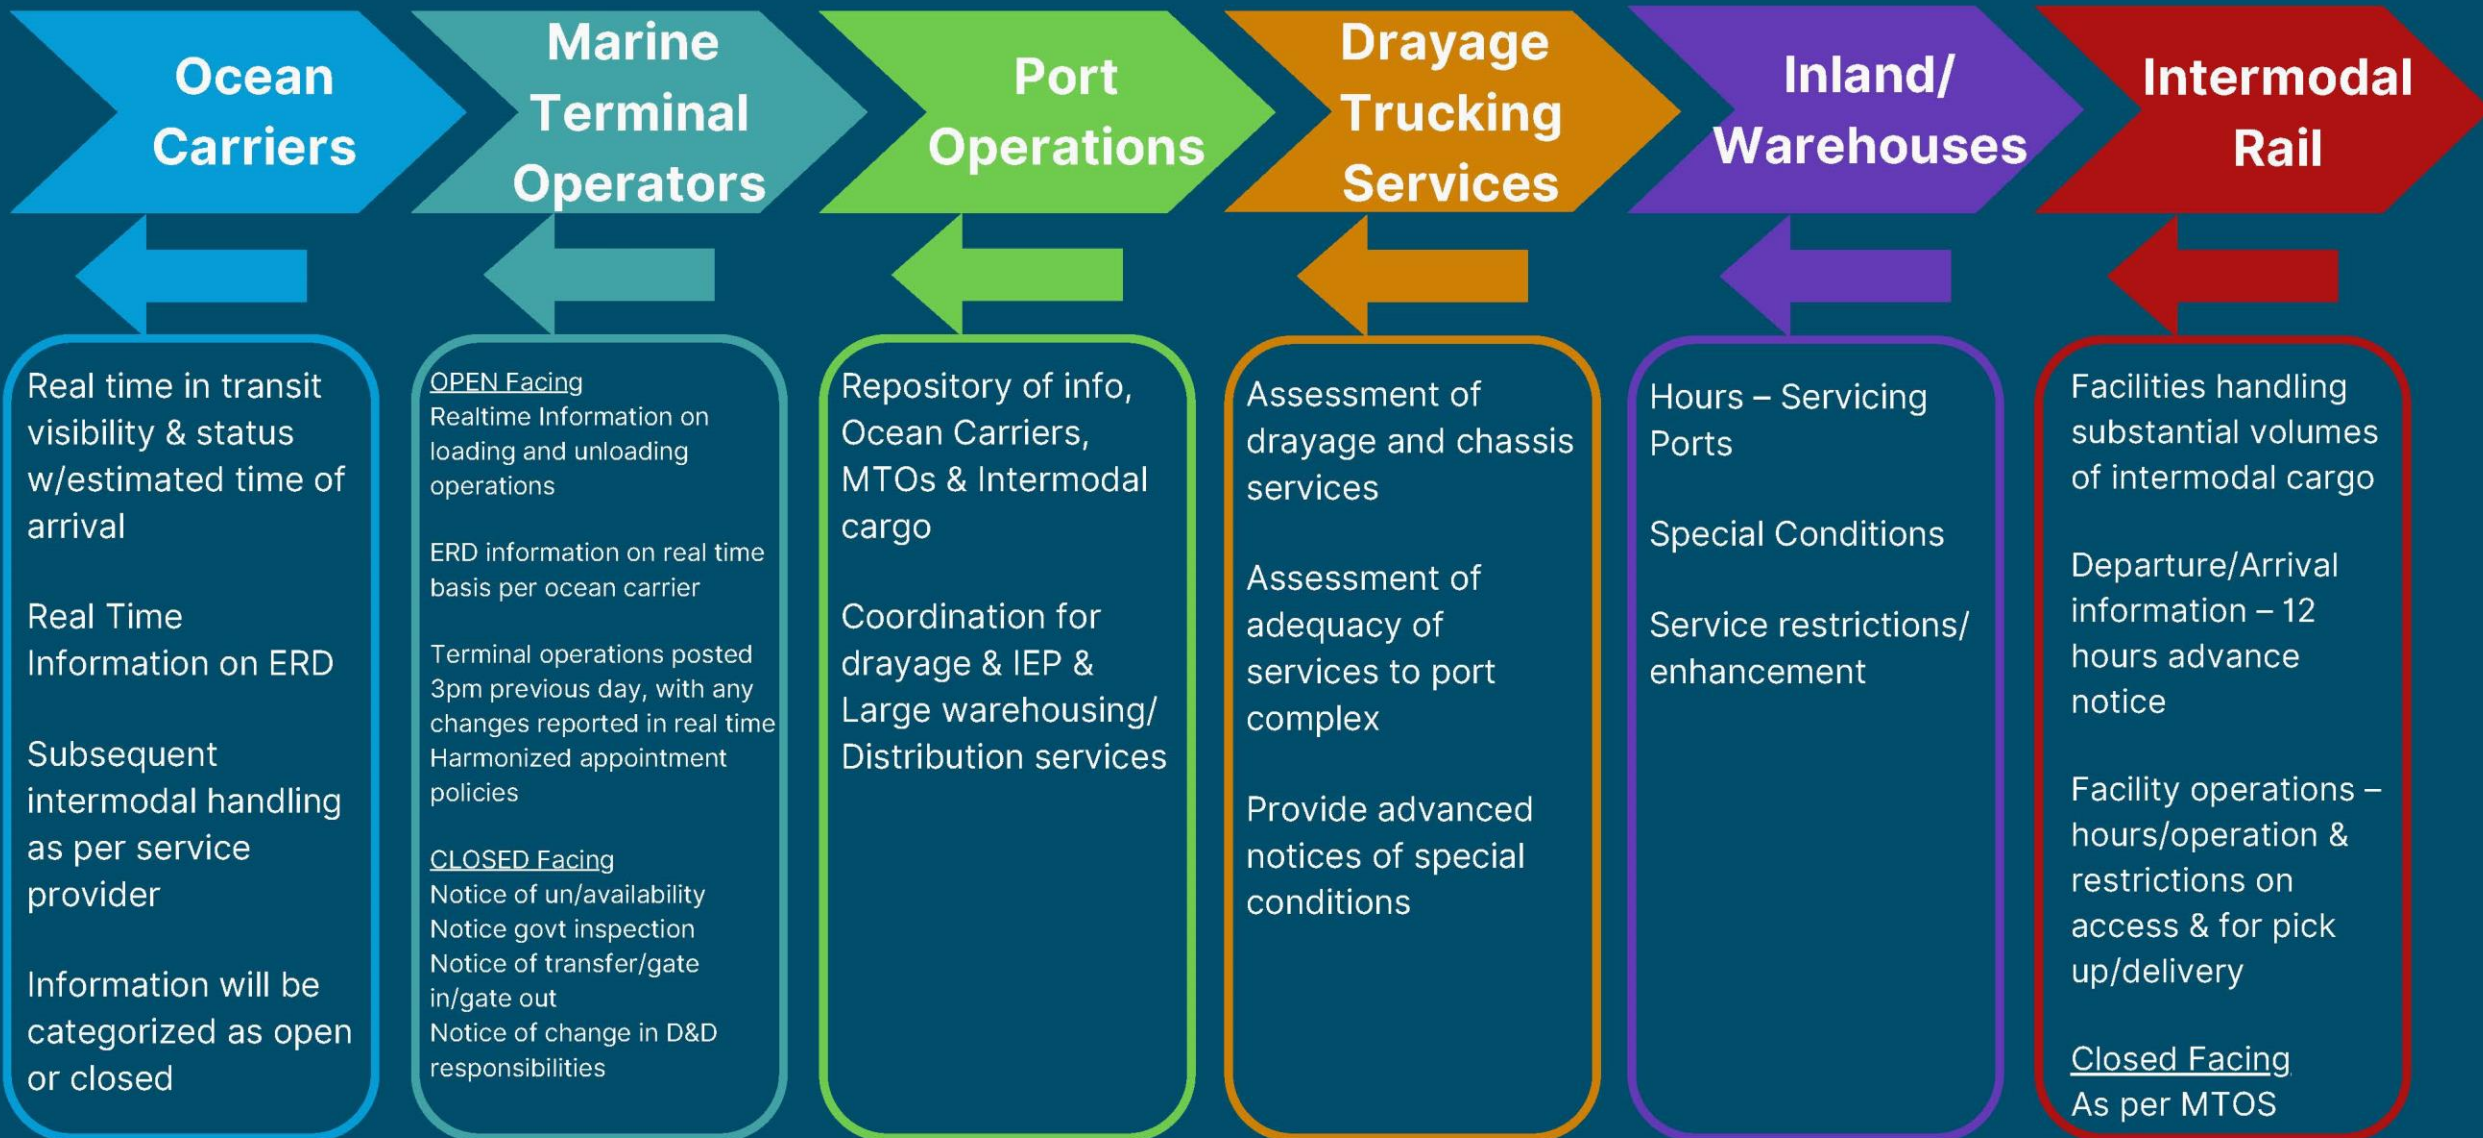 Ocean
Carriers
Marine
Terminal
Operators
Port
Operations
Drayage
Trucking
Services
Inland/
Warehouses
Intermodal
Rail
Real time in transit
visibility & status
w/estimated time of
arrival
Real Time
Information on ERD
Subsequent
intermodal handling
as per service
provider
Information will be
categorized as open
or closed
OPEN Facing
Realtime Information on
loading and unloading
operations
ERD information on real time
basis per ocean carrier
Terminal operations posted
3pm previous day, with any
changes reported in real time
Harmonized appointment
policies
CLOSED Facing
Notice of un/availability
Notice govt inspection
Notice of transfer/gate
in/gate out
Notice of change in D&D
responsibilities
Repository of info,
Ocean Carriers,
MTOs & Intermodal
cargo
Coordination for
drayage & IEP &
Large warehousing/
Distribution services
Assessment of
drayage and chassis
services
Assessment of
adequacy of
services to port
complex
Provide advanced
notices of special
conditions
Hours – Servicing
Ports
Special Conditions
Service restrictions/
enhancement
Facilities handling
substantial volumes
of intermodal cargo
Departure/Arrival
information – 12
hours advance
notice
Facility operations –
hours/operation &
restrictions on
access & for pick
up/delivery
Closed Facing
As per MTOS